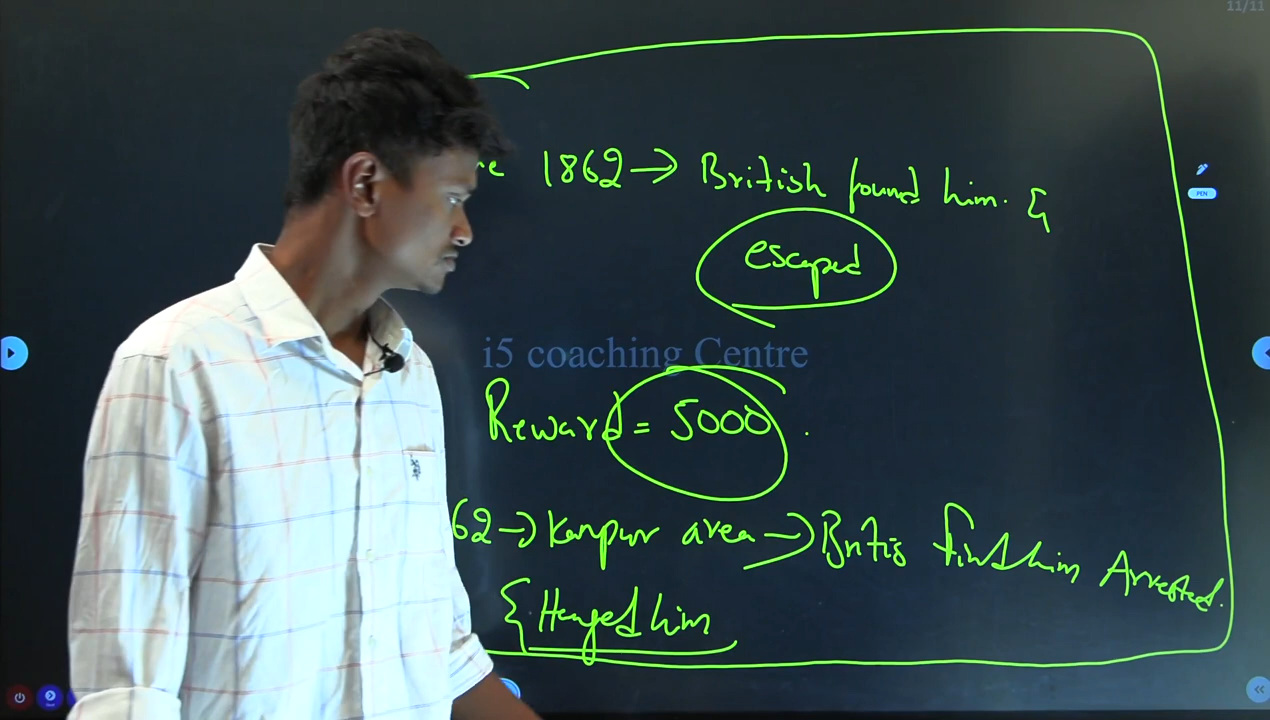 11/11
re 1862 → British found him. &
escaped
PEN
i5 coaching Centre
Reward = 5000.
62 → Kanpur area → Britis find him Arrested.
{ Hanged him